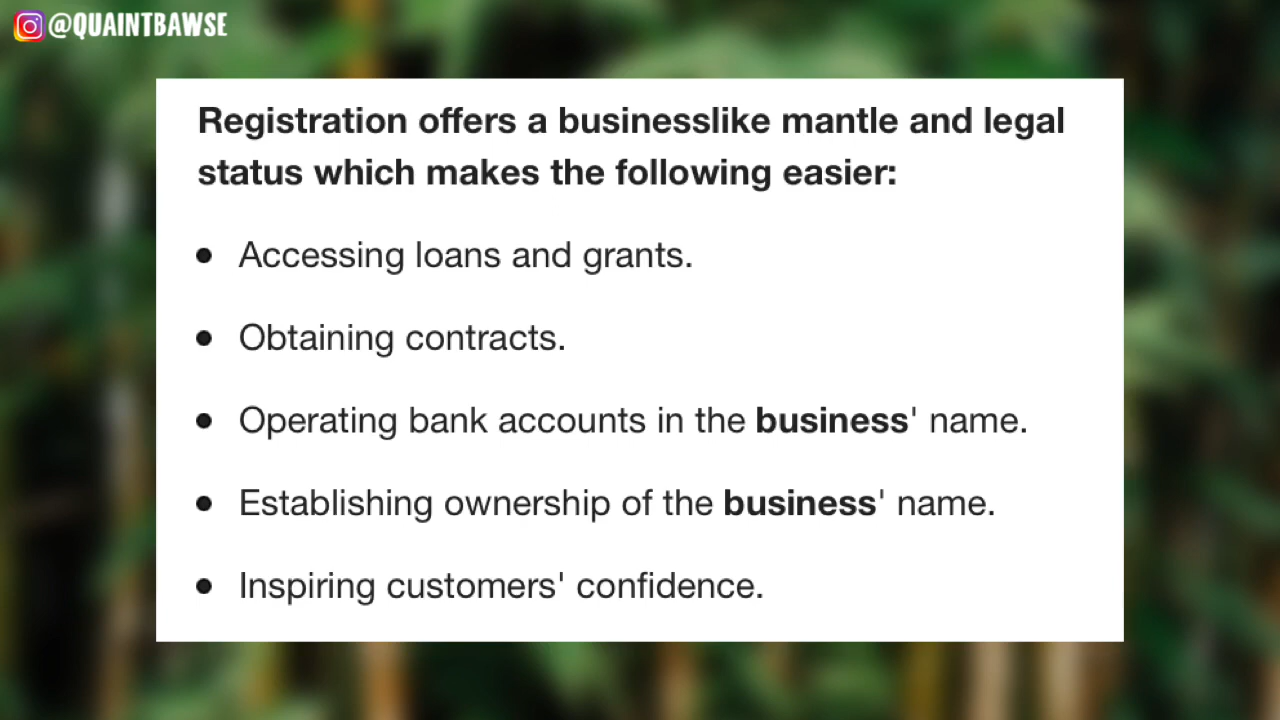 @QUAINTBAWSE
Registration offers a businesslike mantle and legal
status which makes the following easier:
• Accessing loans and grants.
• Obtaining contracts.
• Operating bank accounts in the business' name.
• Establishing ownership of the business' name.
• Inspiring customers' confidence.